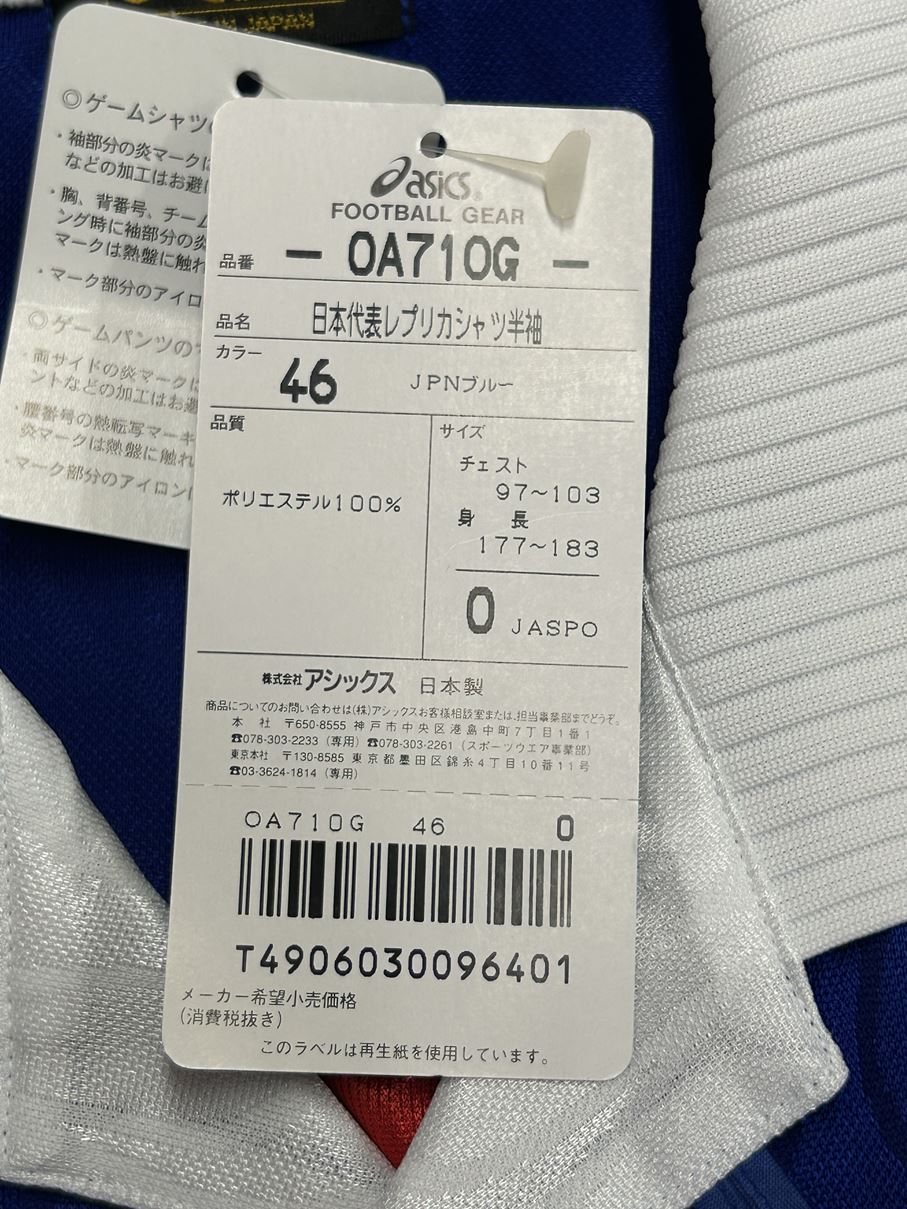 JAPAN
◎ゲームシャツ
・袖部分の炎マーク
などの加工はお避
・胸、背番号、チーム
ング時に袖部分の炎
マークは熱盤に触れ
・マーク部分のアイロ
◎ゲームパンツの
・両サイドの炎マーク
ントなどの加工はお避
・腰番号の熱転写マーキ
炎マークは熱盤に触れ
・マーク部分のアイロン
asics®
FOOTBALL GEAR
品番 － OA710G －
品名 日本代表レプリカシャツ半袖
カラー
46 JPNブルー
品質
ポリエステル100%
サイズ
チェスト
97～103
身 長
177～183
O JASPO
株式会社アシックス 日本製
商品についてのお問い合わせは(株)アシックスお客様相談室または、担当事業部までどうぞ。
本 社 〒650-8555 神戸市中央区港島中町7丁目1番1
☎078-303-2233（専用）☎078-303-2261（スポーツウエア事業部）
東京本社 〒130-8585 東京都墨田区錦糸4丁目10番11号
☎03-3624-1814（専用）
OA710G 46 O
T4906030096401
メーカー希望小売価格
(消費税抜き)
このラベルは再生紙を使用しています。